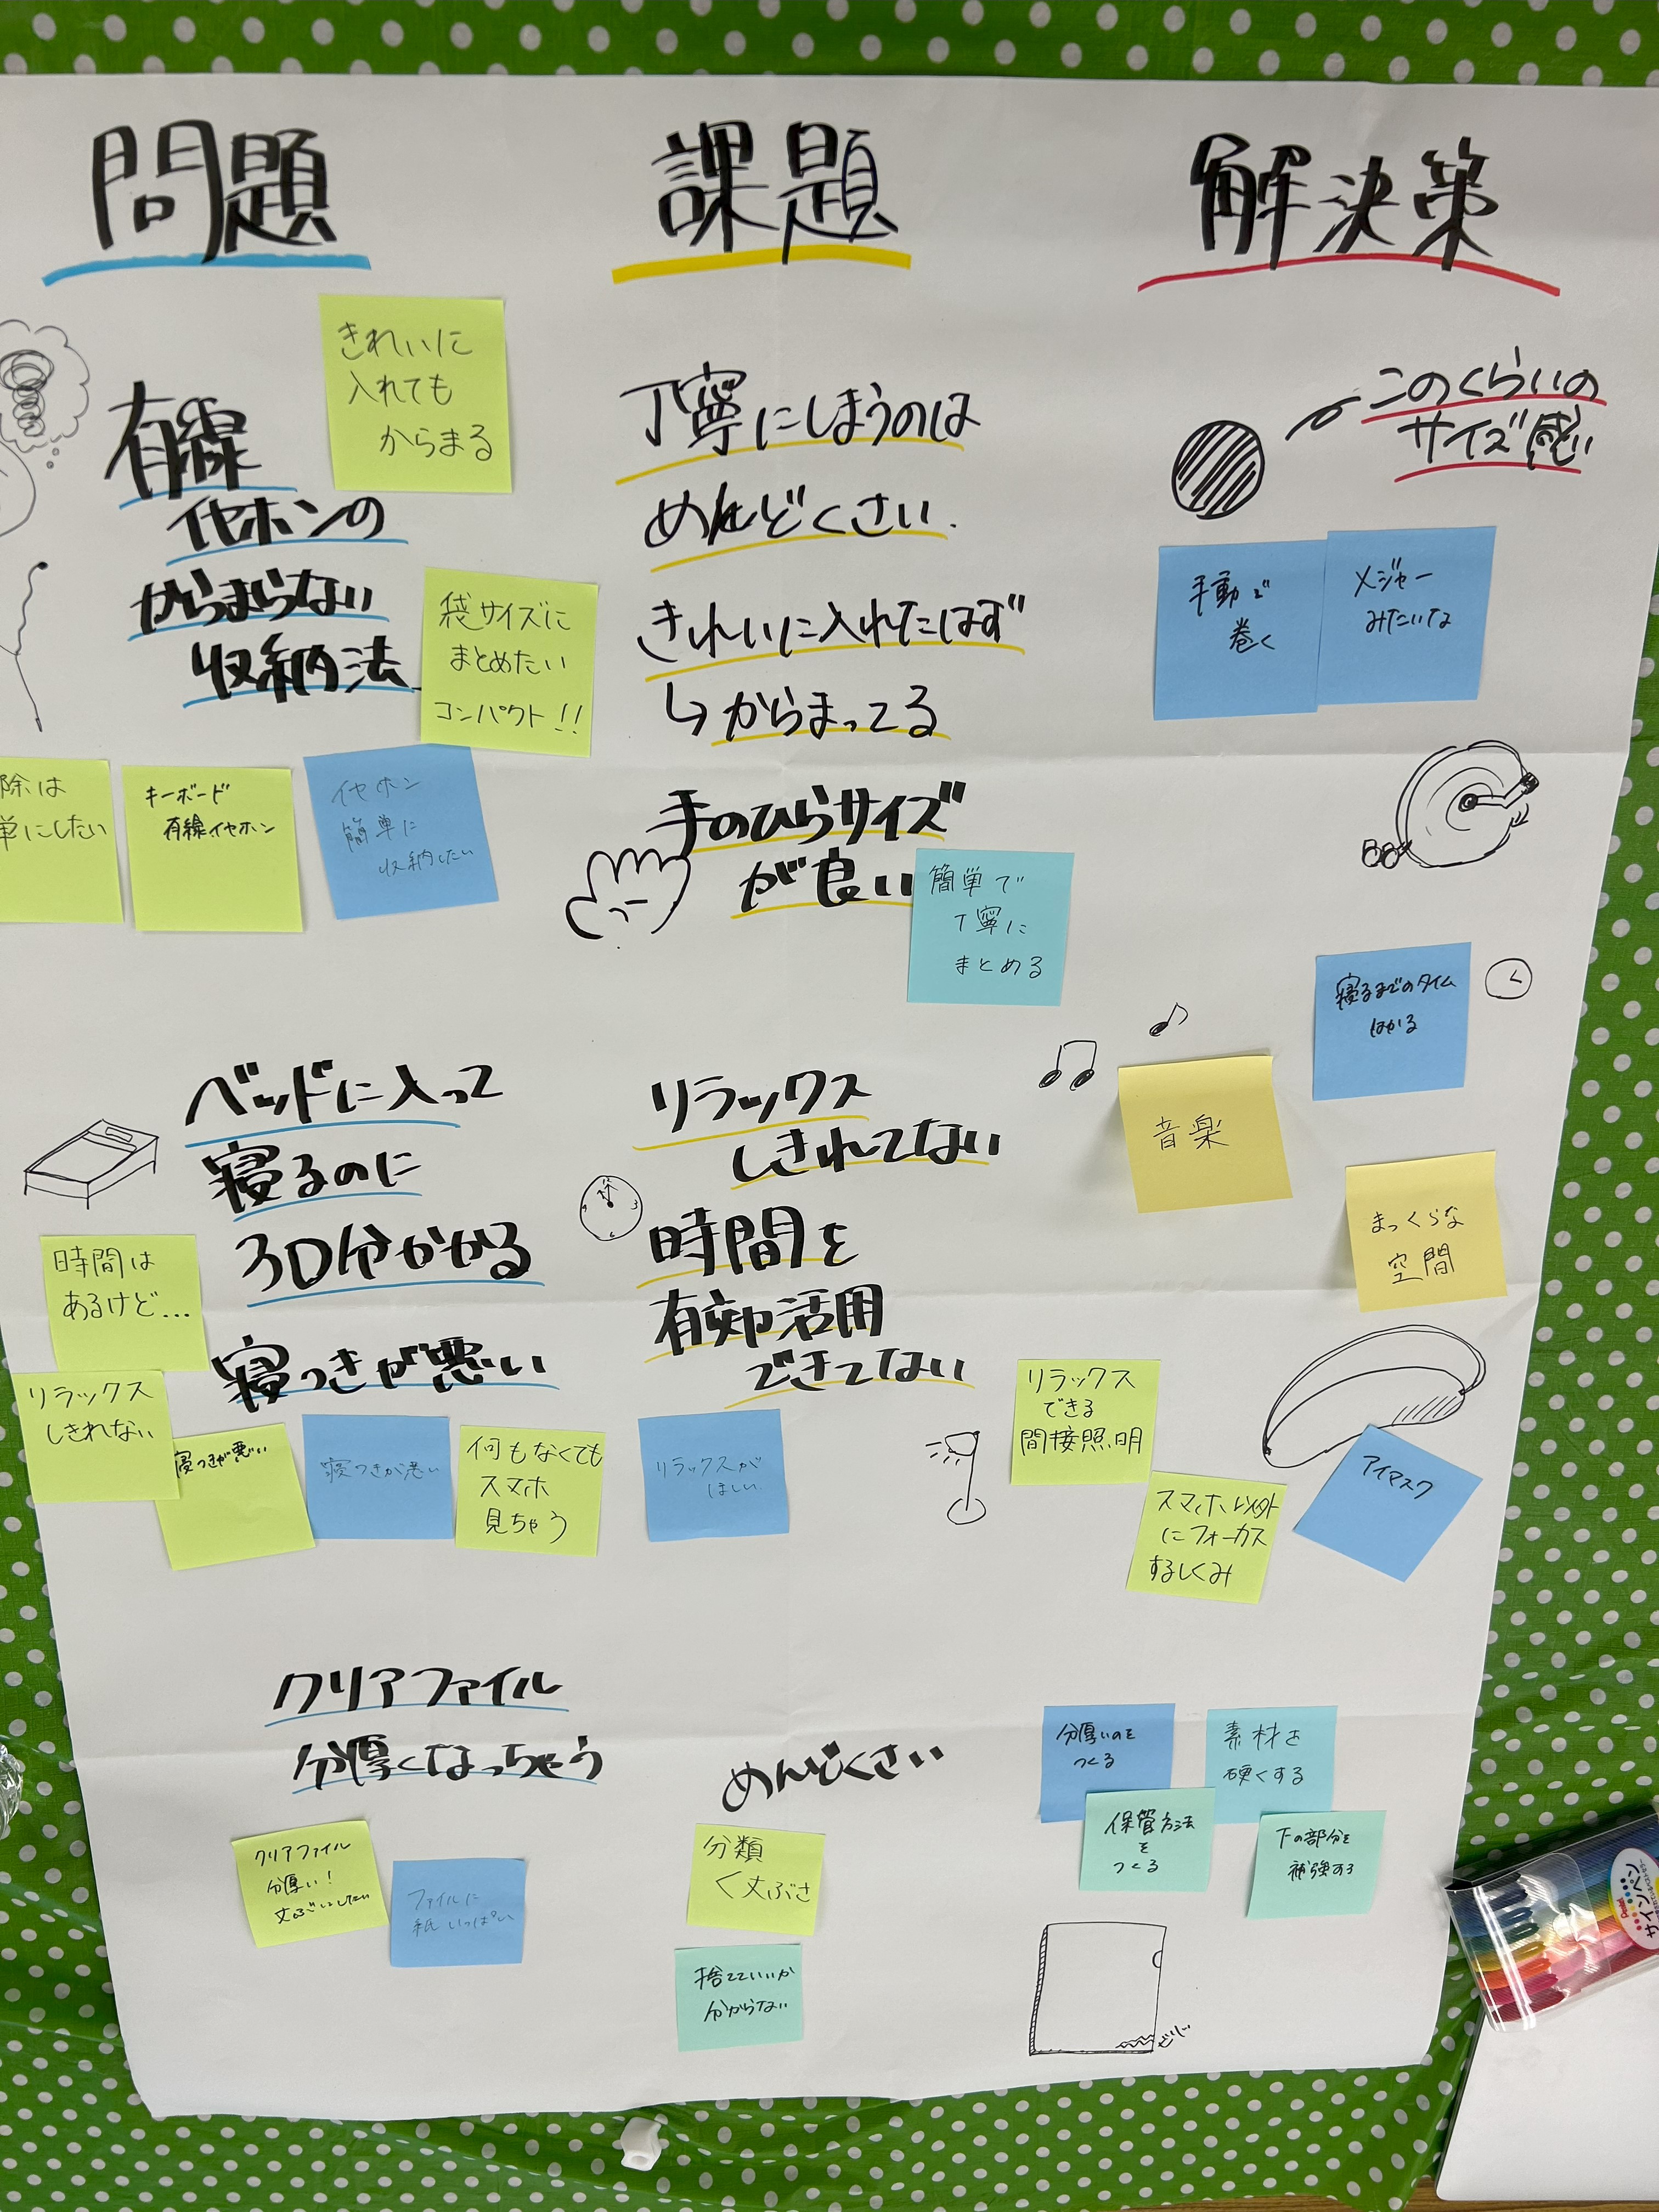 問題
課題
解決策
きれいに
入れても
からまる
有線
イヤホンの
からまらない
収納法
袋サイズに
まとめたい
コンパクト!!
除は
単にしたい
キーボード
有線イヤホン
イヤホン
簡単に
収納したい
丁寧にしまうのは
めんどくさい.
きれいに入れたはず
↳からまってる
手のひらサイズ
が良い
簡単で
丁寧に
まとめる
このくらいの
サイズ感
手動で
巻く
メジャー
みたいな
ベッドに入って
寝るのに
30分かかる
寝つきが悪い
時間は
あるけど...
リラックス
しきれない
寝つきが悪い
寝つきが悪い
何もなくても
スマホ
見ちゃう
リラックス
しきれてない
時間を
有効活用
できてない
リラックスが
ほしい
寝るまでのタイム
はかる
音楽
まっくらな
空間
リラックス
できる
間接照明
スマホ以外
にフォーカス
するしくみ
アイマスク
クリアファイル
分厚くなっちゃう
クリアファイル
分厚い!
丈ぶにしたい
ファイルに
紙いっぱい
めんどくさい
分類
く丈ぶさ
捨てていいか
分からない
分厚いのを
つくる
素材を
硬くする
保管方法
を
つくる
下の部分を
補強する
Pentel
サインペン